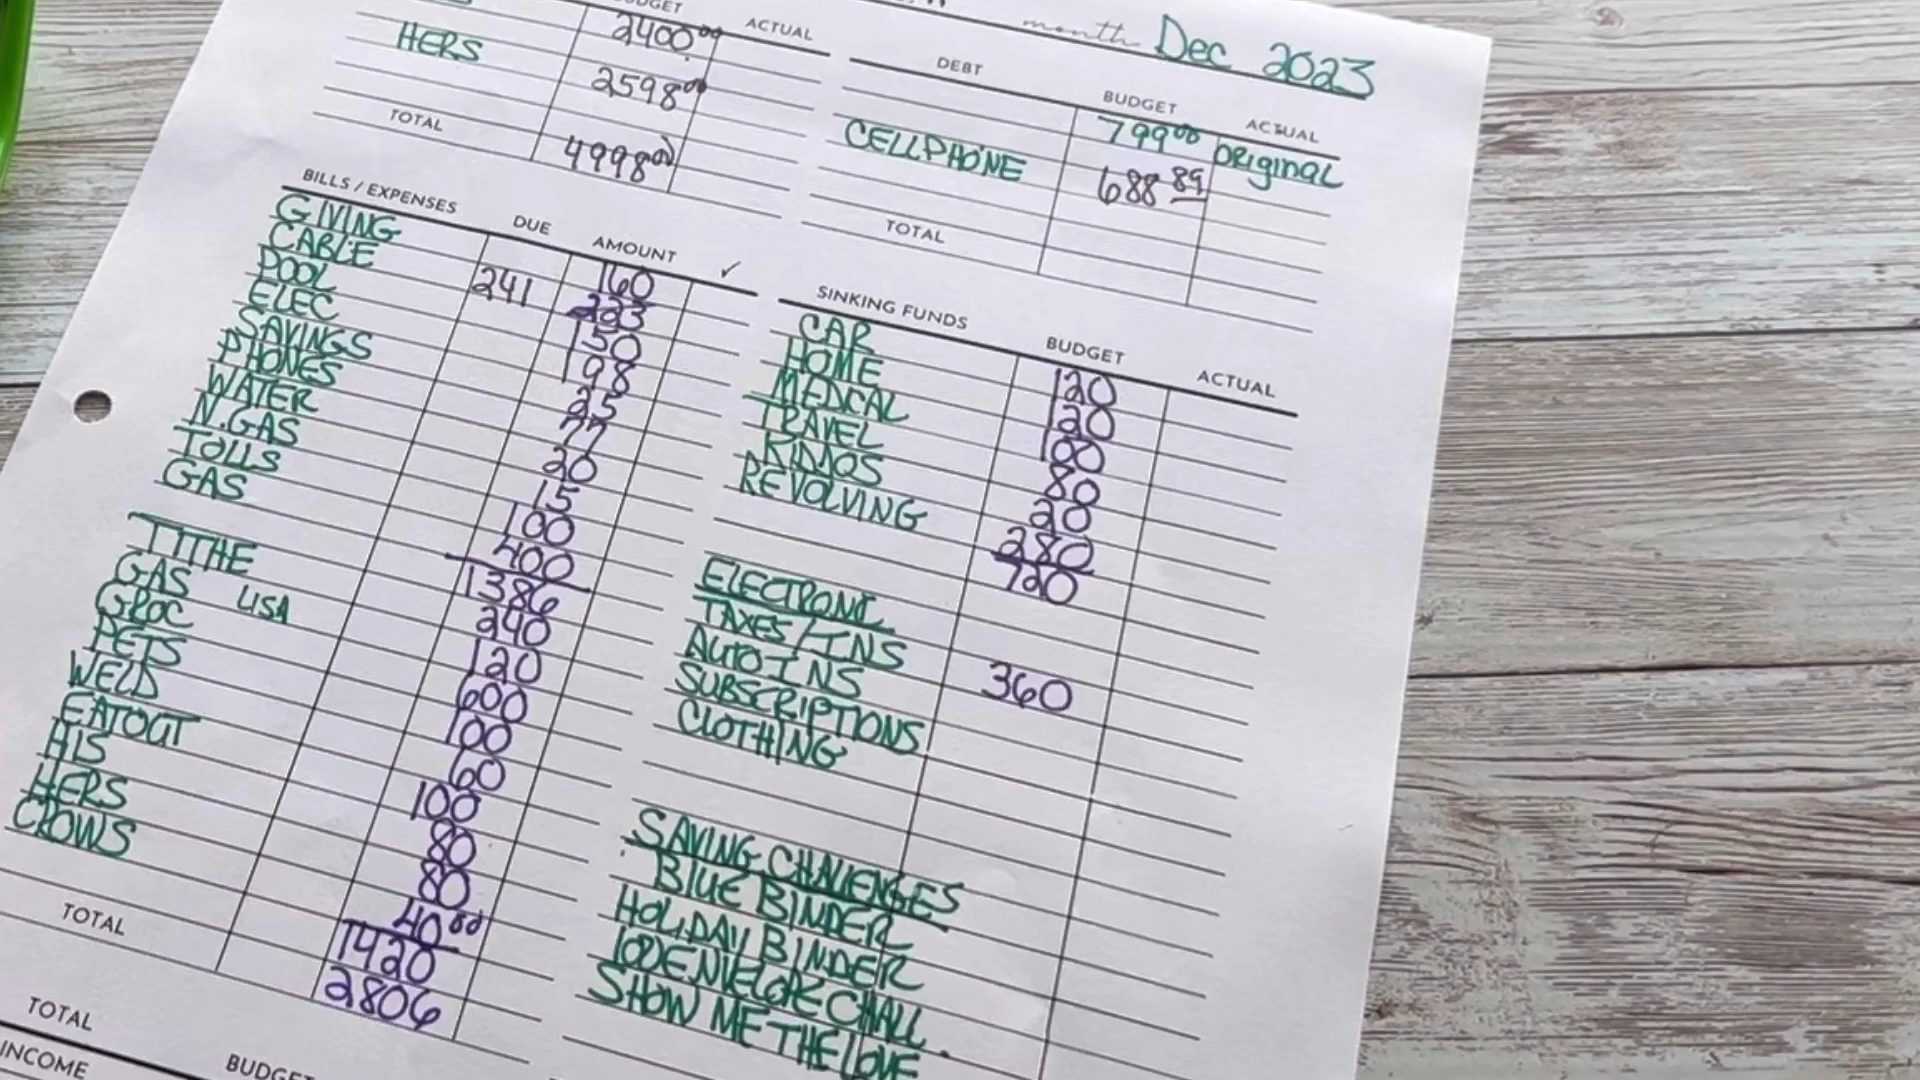 month Dec 2023
BUDGET ACTUAL
2400.00
HERS 2598.00
TOTAL 4998.00
DEBT BUDGET ACTUAL
799.00 ORIGINAL
CELLPHONE 688.89
TOTAL
BILLS / EXPENSES DUE AMOUNT ✓
GIVING 160
CABLE 241 223
POOL 150
ELEC 198
SAVINGS 25
PHONES 77
WATER 20
N.GAS 15
TOLLS 100
GAS 400
1386
TITHE 240
GAS USA 120
GROC 600
PETS 100
WELD 60
EATOUT 100
HIS 80
HERS 80
CROWS 40.00
1420
TOTAL 2806
SINKING FUNDS BUDGET ACTUAL
CAR 120
HOME 120
MEDICAL 100
TRAVEL 80
KIDDOS 20
REVOLVING 280
720
ELECTRONIC
TAXES/INS
AUTO INS 360
SUBSCRIPTIONS
CLOTHING
SAVING CHALLENGES
BLUE BINDER
HOLIDAY BINDER
100 ENVELOPE CHALL.
SHOW ME THE LOVE
TOTAL
INCOME BUDGET